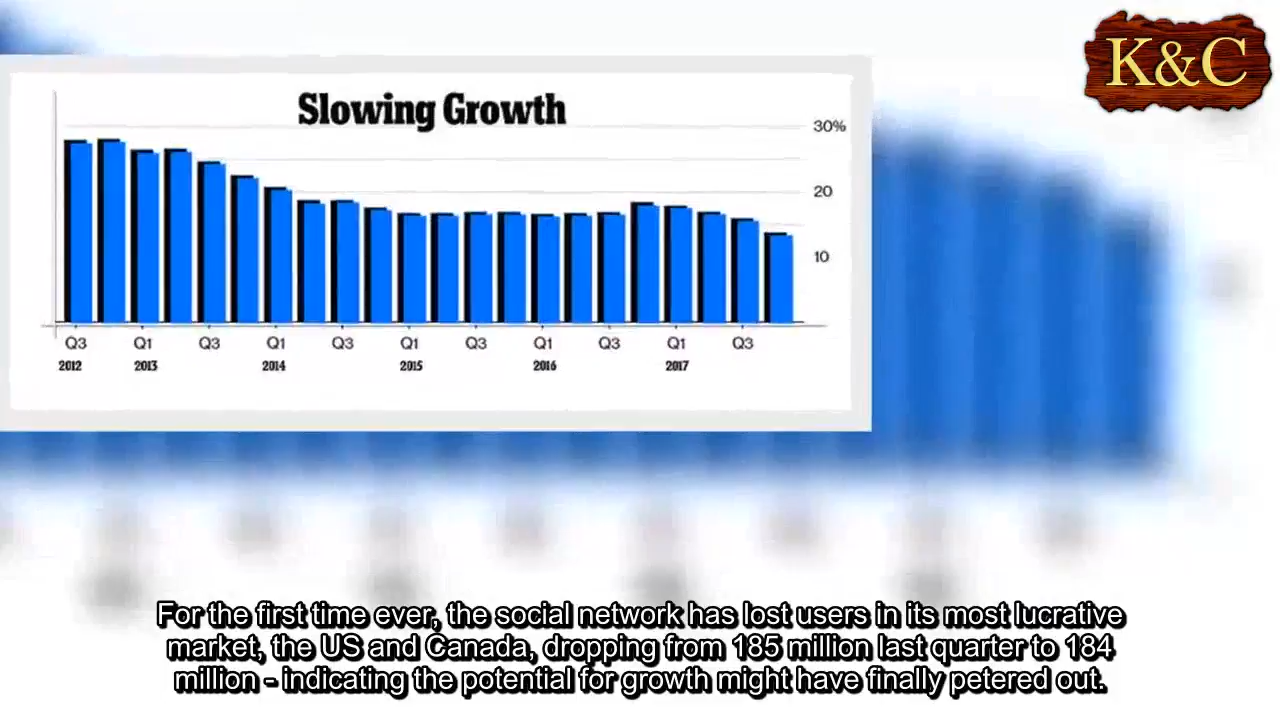 K&C
Slowing Growth
30%
20
10
Q3 Q1 Q3 Q1 Q3 Q1 Q3 Q1 Q3 Q1 Q3
2012 2013 2014 2015 2016 2017
For the first time ever, the social network has lost users in its most lucrative
market, the US and Canada, dropping from 185 million last quarter to 184
million - indicating the potential for growth might have finally petered out.